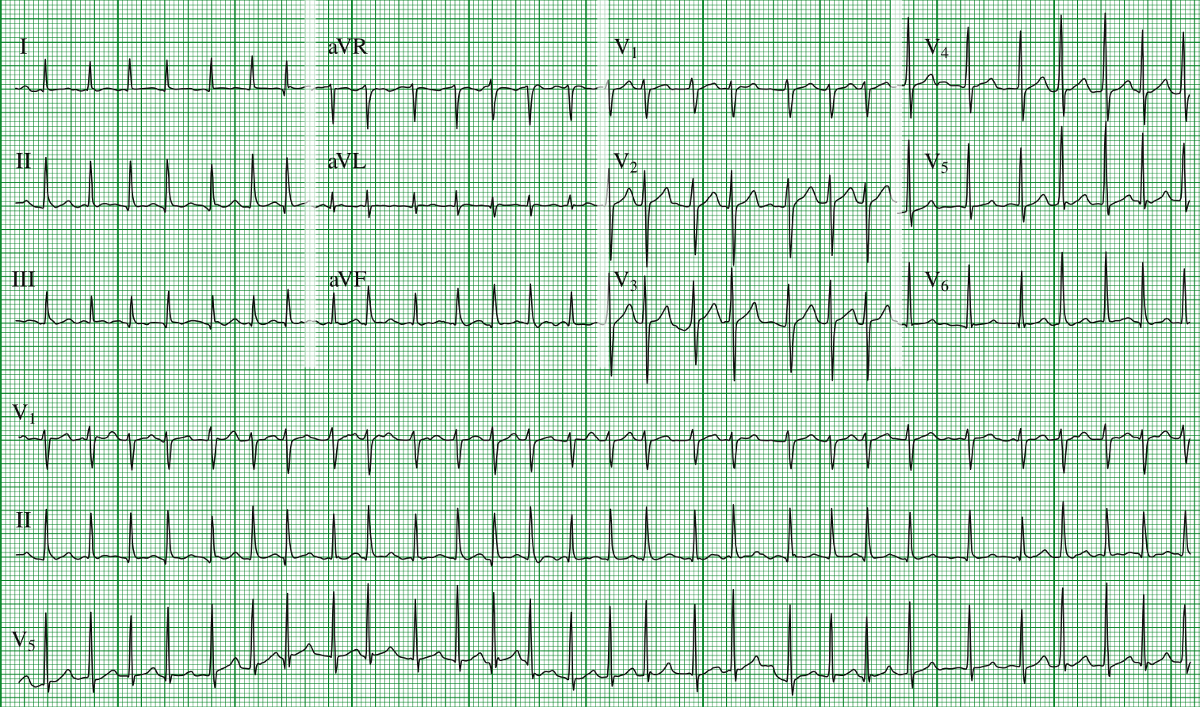 I aVR V₁ V₄
II aVL V₂ V₅
III aVF V₃ V₆
V₁
II
V₅